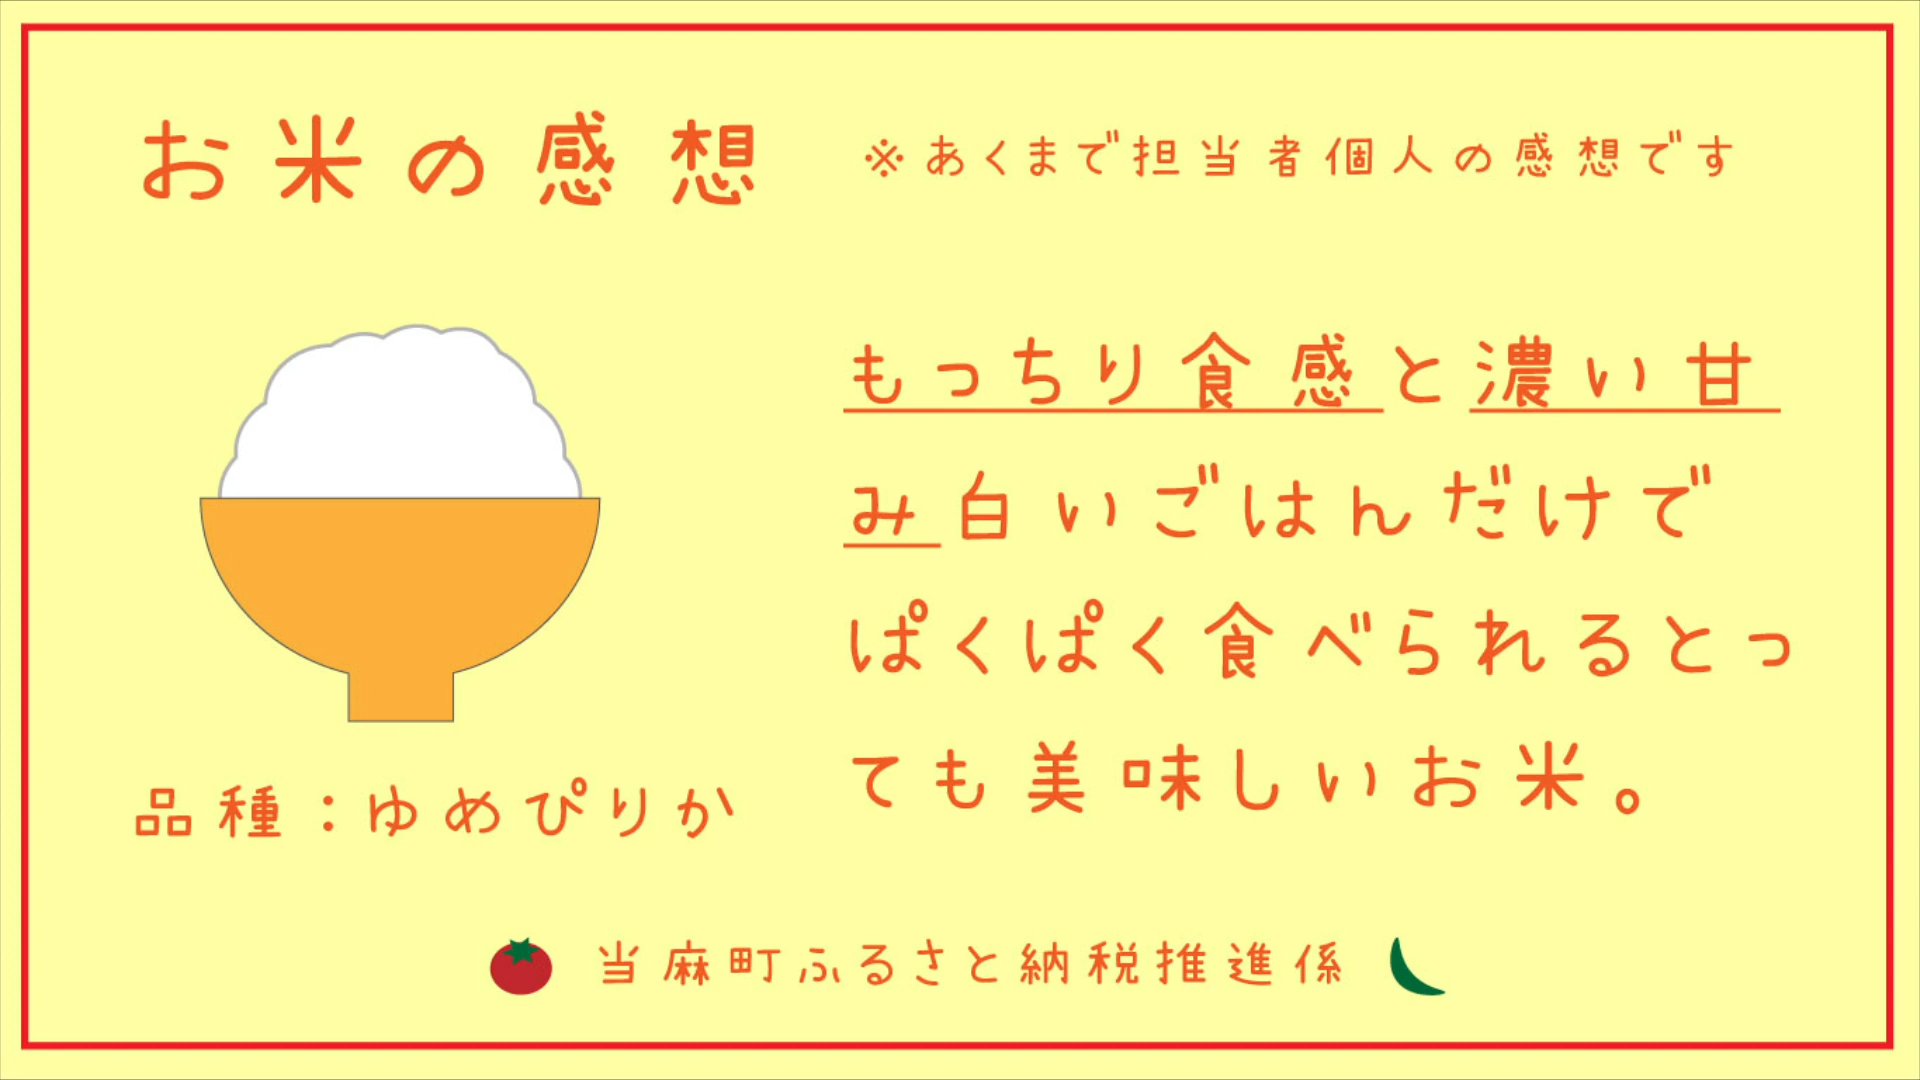 お米の感想
※あくまで担当者個人の感想です
もっちり食感と濃い甘
み白いごはんだけで
ぱくぱく食べられるとっ
ても美味しいお米。
品種：ゆめぴりか
当麻町ふるさと納税推進係